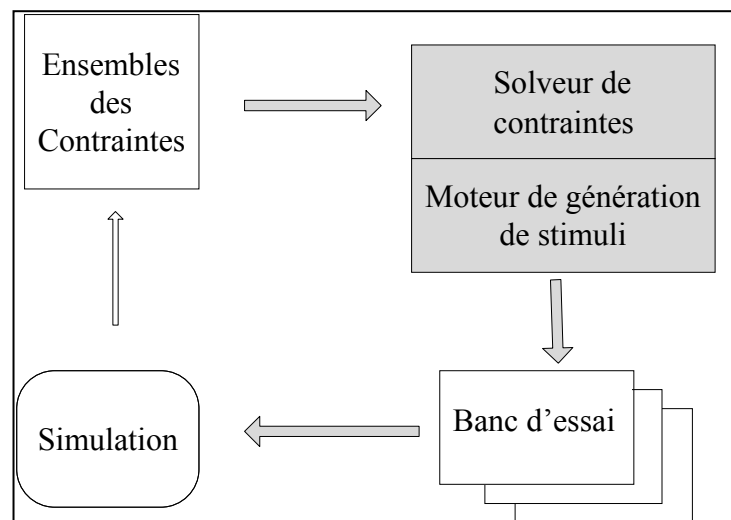 Ensembles
des
Contraintes
Solveur de
contraintes
Moteur de génération
de stimuli
Banc d’essai
Simulation